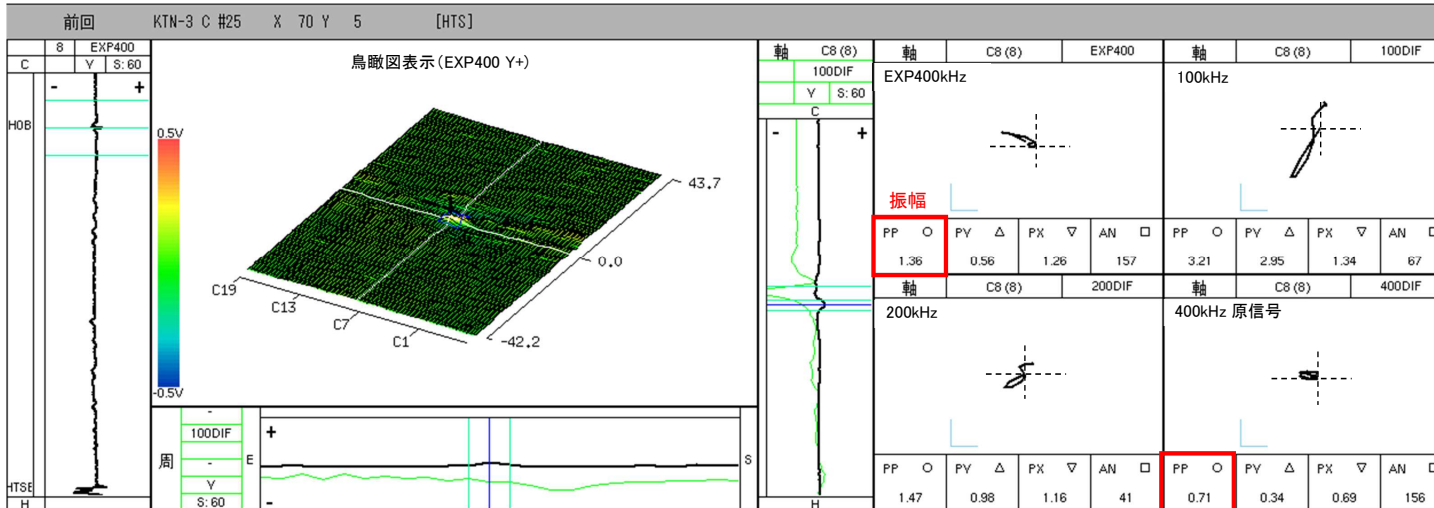 前回 KTN-3 C #25 X 70 Y 5 [HTS]
8 EXP400
C Y S:60
- +
HOB
HTSE
H
鳥瞰図表示(EXP400 Y+)
0.5V
-0.5V
43.7
0.0
-42.2
C19
C13
C7
C1
周
-
100DIF
-
Y
S:60
E
+
-
S
軸 C8(8)
100DIF
Y S:60
C
- +
H
軸 C8(8) EXP400
EXP400kHz
振幅
PP ○ PY △ PX ▽ AN □
1.36 0.56 1.26 157
軸 C8(8) 100DIF
100kHz
PP ○ PY △ PX ▽ AN □
3.21 2.95 1.34 67
軸 C8(8) 200DIF
200kHz
PP ○ PY △ PX ▽ AN □
1.47 0.98 1.16 41
軸 C8(8) 400DIF
400kHz 原信号
PP ○ PY △ PX ▽ AN □
0.71 0.34 0.69 156